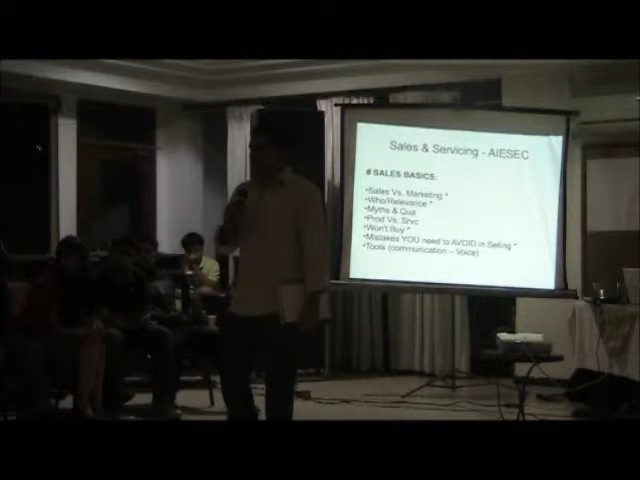 Sales & Servicing - AIESEC
# SALES BASICS:
•Sales Vs. Marketing *
•Who/Relevance *
•Myths & Qua
•Prod Vs. Srvc
•Won't Buy *
•Mistakes YOU need to AVOID in Selling *
•Tools (communication – Voice)